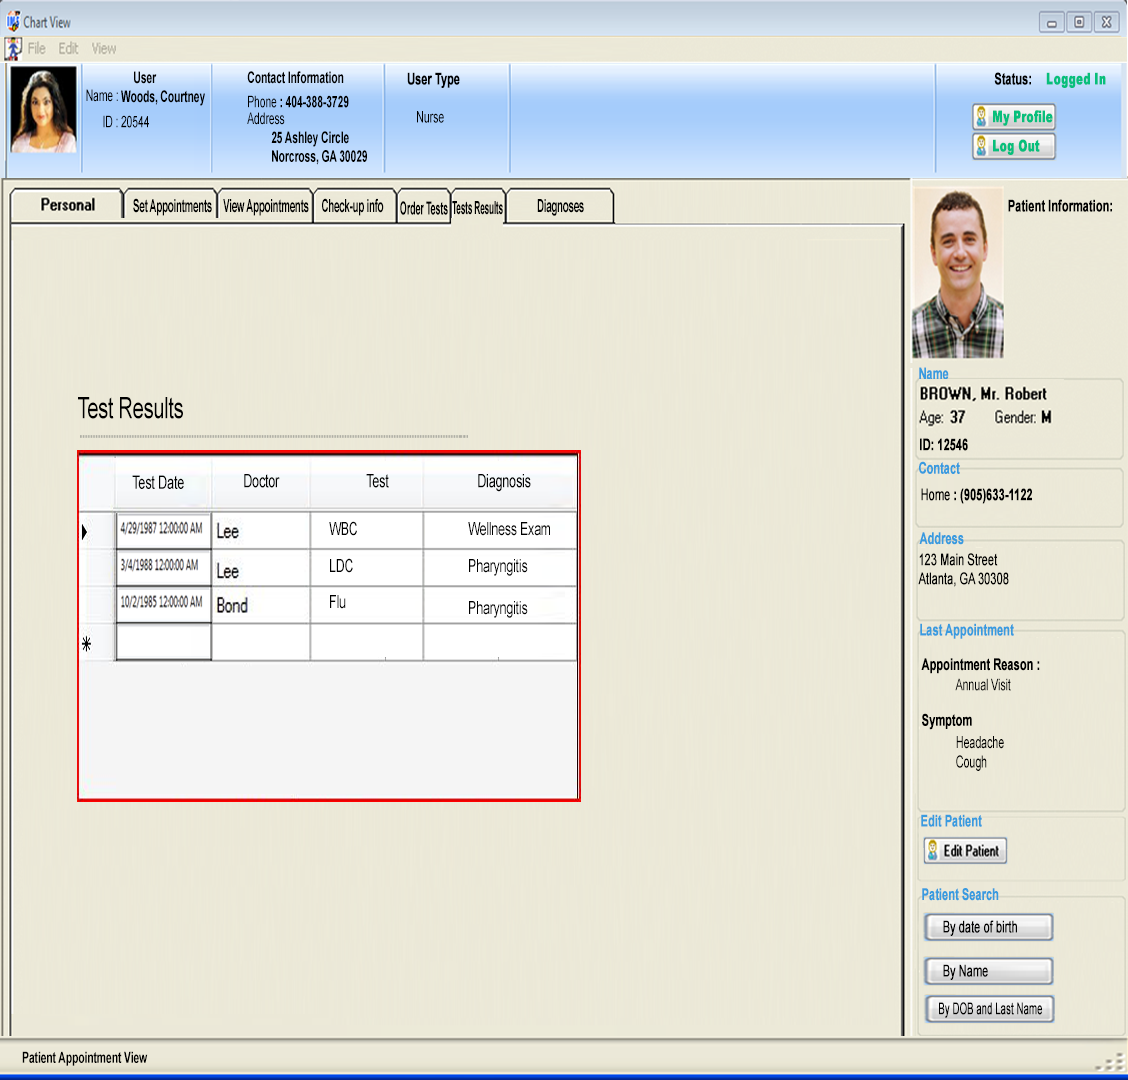 Chart View
File Edit View
User
Name : Woods, Courtney
ID : 20544
Contact Information
Phone : 404-388-3729
Address
25 Ashley Circle
Norcross, GA 30029
User Type
Nurse
Status: Logged In
My Profile
Log Out
Personal Set Appointments View Appointments Check-up info Order Tests Tests Results Diagnoses
Test Results
Test Date Doctor Test Diagnosis
4/29/1987 12:00:00 AM Lee WBC Wellness Exam
3/4/1988 12:00:00 AM Lee LDC Pharyngitis
10/2/1985 12:00:00 AM Bond Flu Pharyngitis
*
Patient Information:
Name
BROWN, Mr. Robert
Age: 37 Gender: M
ID: 12546
Contact
Home : (905)633-1122
Address
123 Main Street
Atlanta, GA 30308
Last Appointment
Appointment Reason :
Annual Visit
Symptom
Headache
Cough
Edit Patient
Edit Patient
Patient Search
By date of birth
By Name
By DOB and Last Name
Patient Appointment View